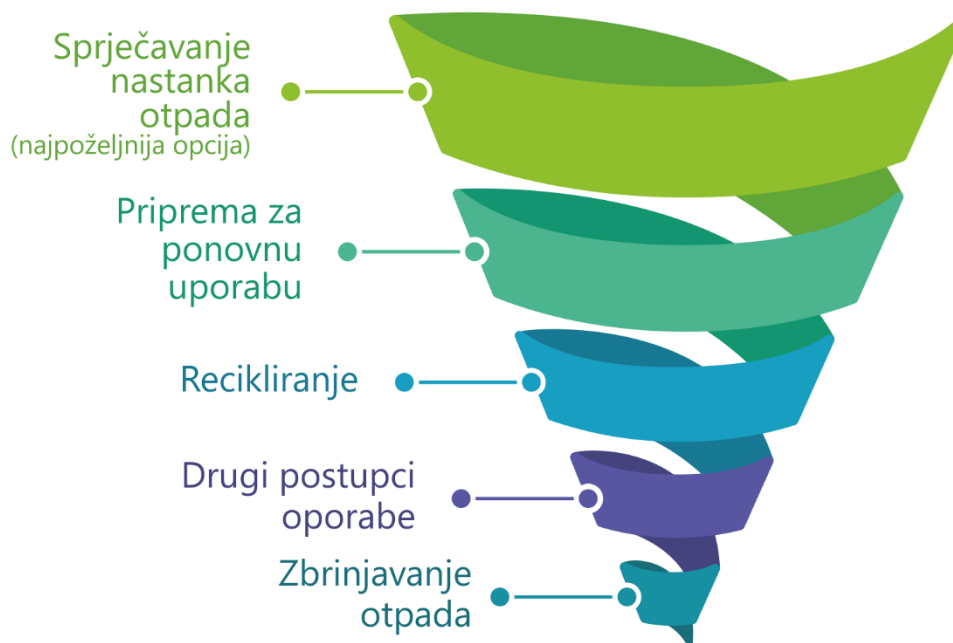 Sprječavanje
nastanka
otpada
(najpoželjnija opcija)
Priprema za
ponovnu
uporabu
Recikliranje
Drugi postupci
oporabe
Zbrinjavanje
otpada